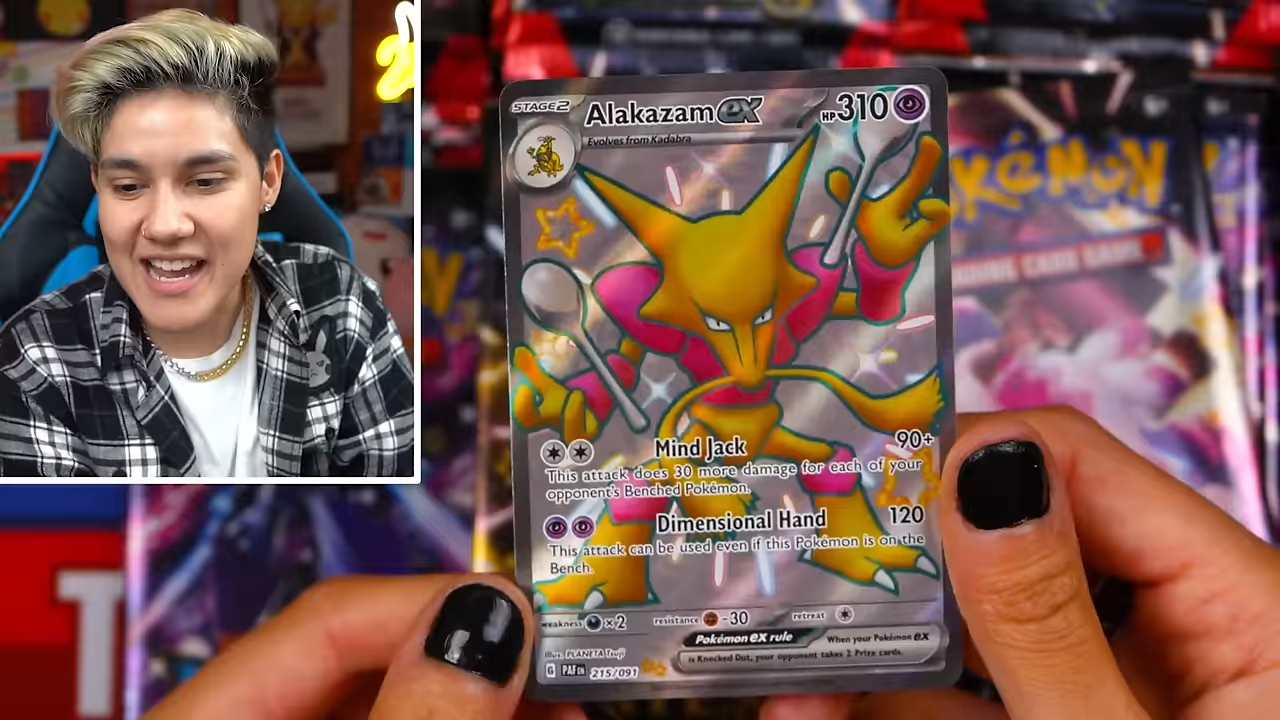 STAGE2 Alakazam ex HP310
Evolves from Kadabra
Mind Jack 90+
This attack does 30 more damage for each of your
opponent's Benched Pokémon.
Dimensional Hand 120
This attack can be used even if this Pokémon is on the
Bench.
weakness ×2 resistance -30 retreat
Pokémon ex rule When your Pokémon ex
is Knocked Out, your opponent takes 2 Prize cards.
Illus. PLANETA Tsuji
G PAF EN 215/091
POKéMON
TRADING CARD GAME